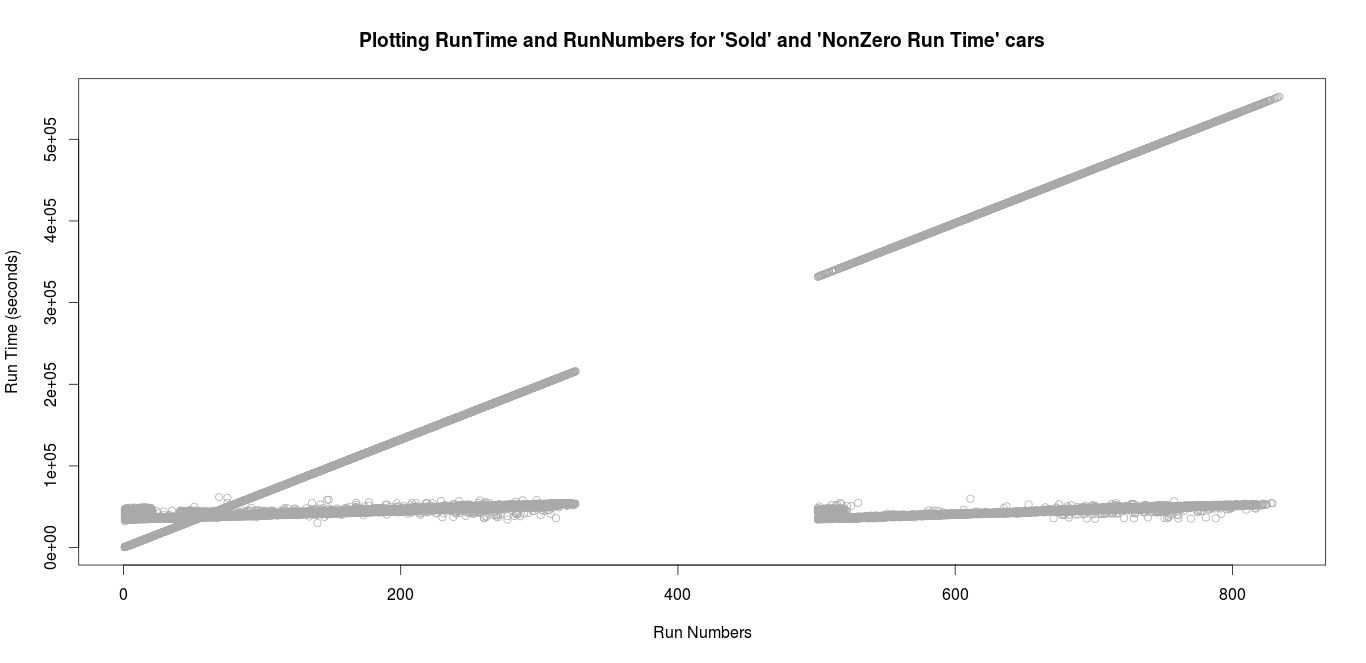 Plotting RunTime and RunNumbers for 'Sold' and 'NonZero Run Time' cars
Run Time (seconds)
5e+05
4e+05
3e+05
2e+05
1e+05
0e+00
0 200 400 600 800
Run Numbers